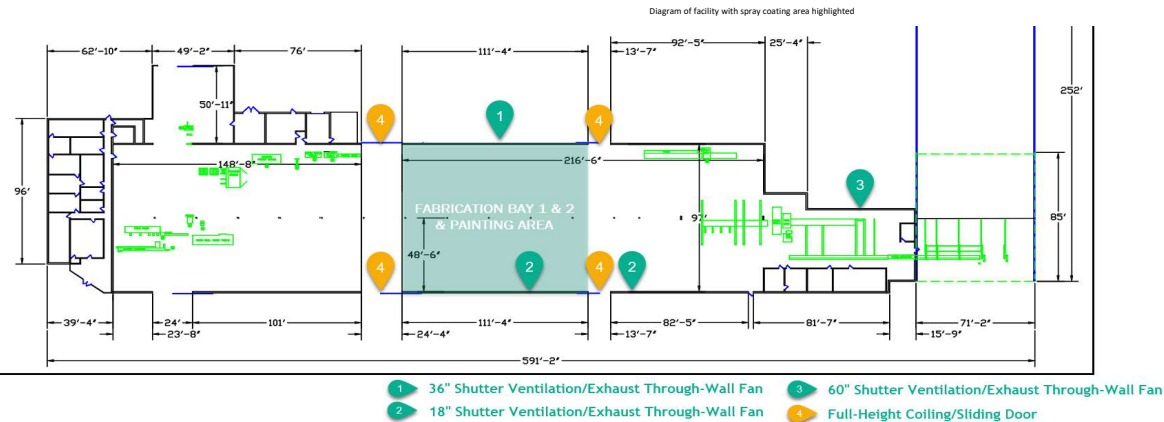 Diagram of facility with spray coating area highlighted
62'-10" 49'-2" 76' 111'-4" 92'-5" 25'-4"
13'-7"
252'
50'-11"
1
4
4
148'-8"
216'-6"
3
96'
FABRICATION BAY 1 & 2
& PAINTING AREA
97'
85'
48'-6"
4
2
4
2
39'-4" 24' 101' 111'-4" 82'-5" 81'-7" 71'-2"
23'-8" 24'-4" 13'-7" 15'-9"
591'-2"
1 36" Shutter Ventilation/Exhaust Through-Wall Fan
3 60" Shutter Ventilation/Exhaust Through-Wall Fan
2 18" Shutter Ventilation/Exhaust Through-Wall Fan
4 Full-Height Coiling/Sliding Door